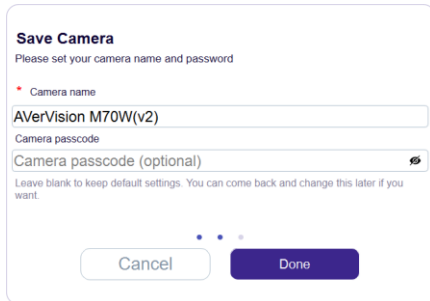 Save Camera
Please set your camera name and password
* Camera name
AVerVision M70W(v2)
Camera passcode
Camera passcode (optional)
Leave blank to keep default settings. You can come back and change this later if you
want.
Cancel
Done